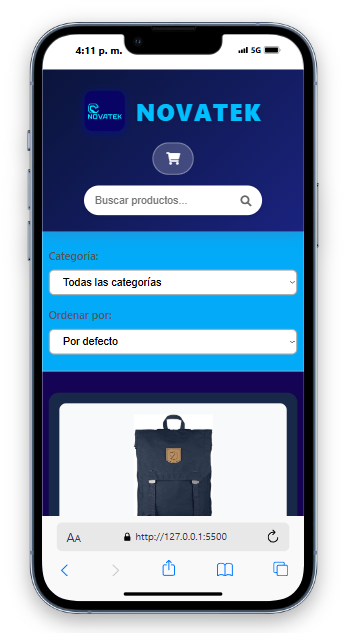 4:11 p. m.
5G
NOVATEK
NOVATEK
Buscar productos...
Categoría:
Todas las categorías
Ordenar por:
Por defecto
AA
http://127.0.0.1:5500